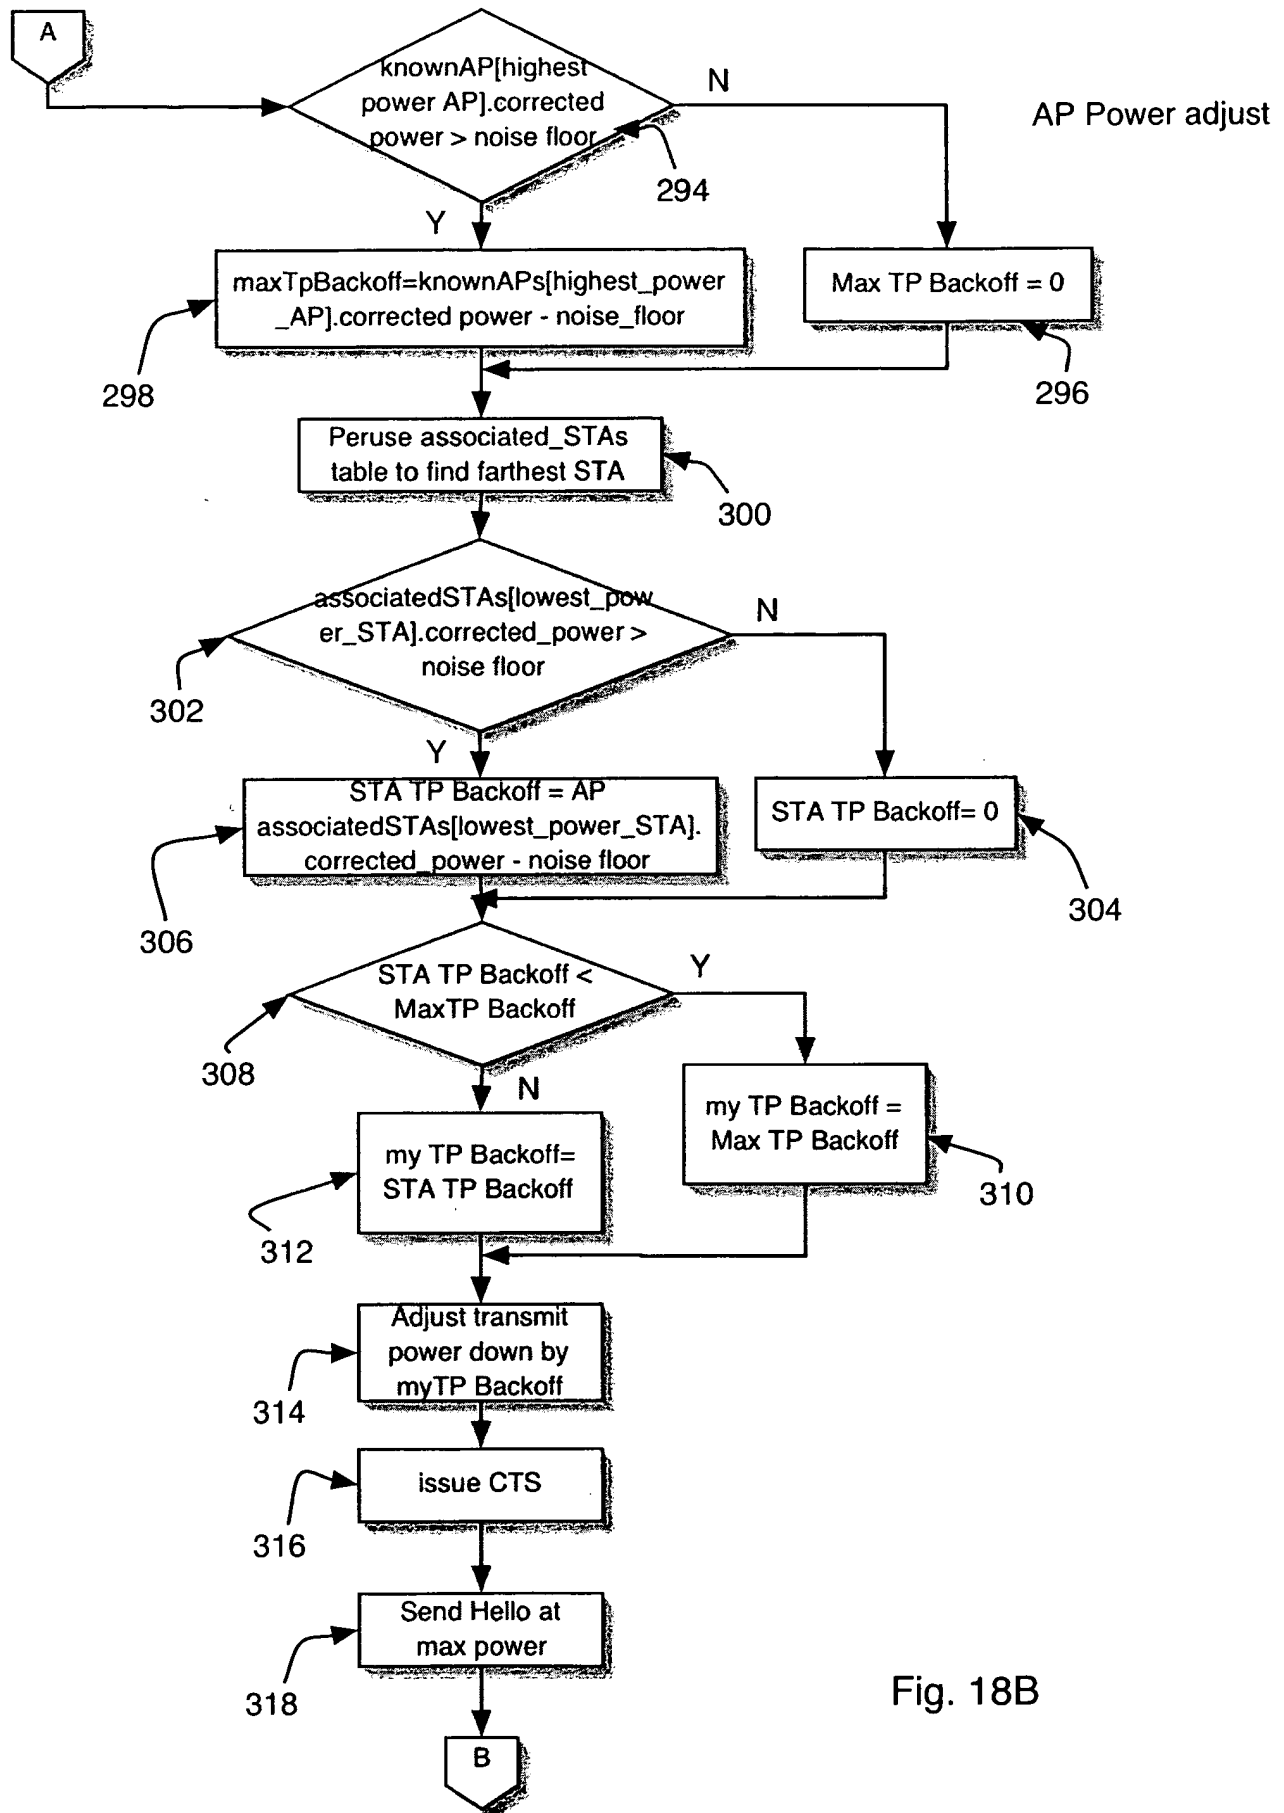 A
knownAP[highest
power AP].corrected
power > noise floor
N
AP Power adjust
294
Y
maxTpBackoff=knownAPs[highest_power
_AP].corrected power - noise_floor
Max TP Backoff = 0
298
296
Peruse associated_STAs
table to find farthest STA
300
associatedSTAs[lowest_pow
er_STA].corrected_power >
noise floor
N
302
Y
STA TP Backoff = AP
associatedSTAs[lowest_power_STA].
corrected_power - noise floor
STA TP Backoff= 0
306
304
STA TP Backoff <
MaxTP Backoff
Y
308
N
my TP Backoff =
Max TP Backoff
my TP Backoff=
STA TP Backoff
310
312
Adjust transmit
power down by
myTP Backoff
314
issue CTS
316
Send Hello at
max power
318
Fig. 18B
B